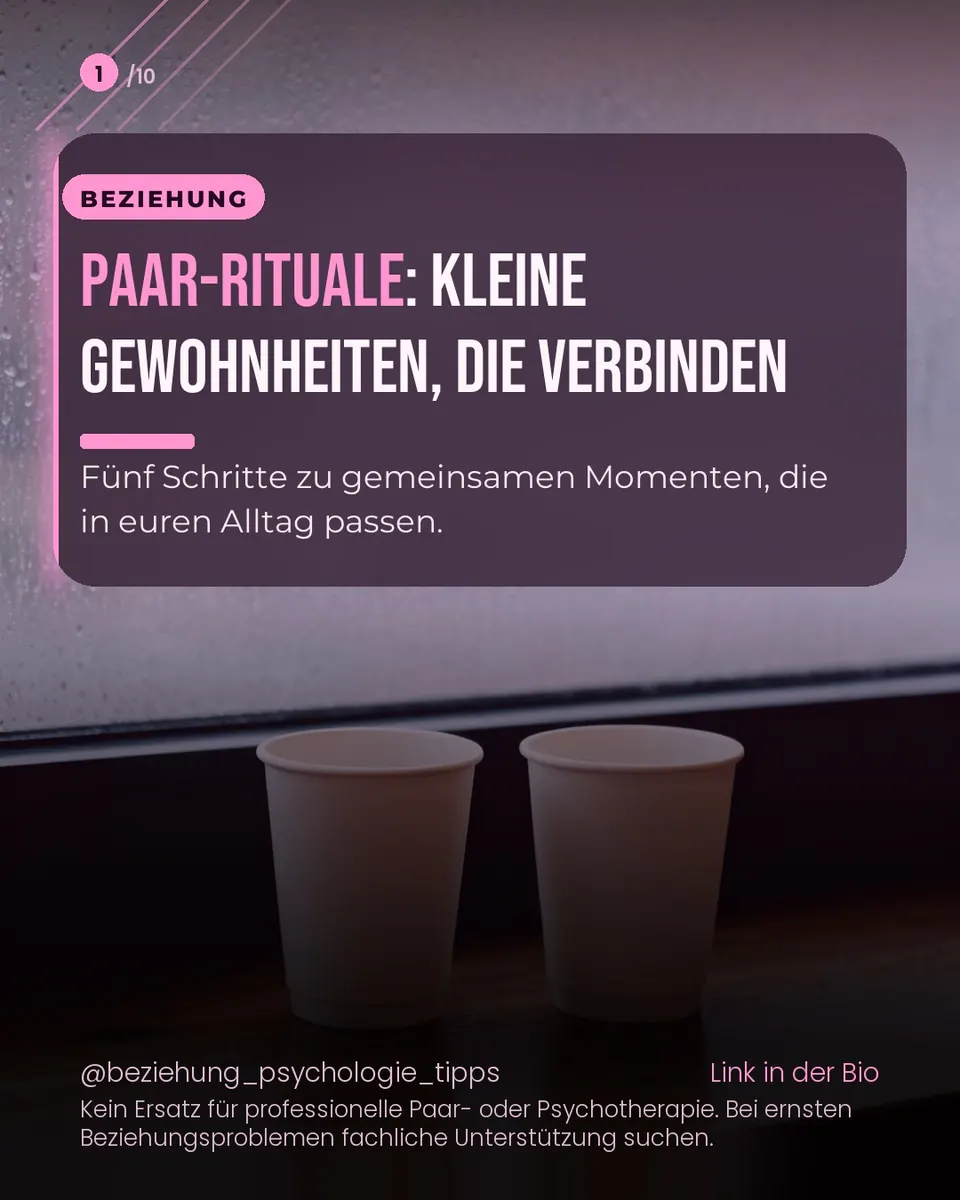 1 /10
BEZIEHUNG
PAAR-RITUALE: KLEINE
GEWOHNHEITEN, DIE VERBINDEN
Fünf Schritte zu gemeinsamen Momenten, die
in euren Alltag passen.
@beziehung_psychologie_tipps Link in der Bio
Kein Ersatz für professionelle Paar- oder Psychotherapie. Bei ernsten
Beziehungsproblemen fachliche Unterstützung suchen.